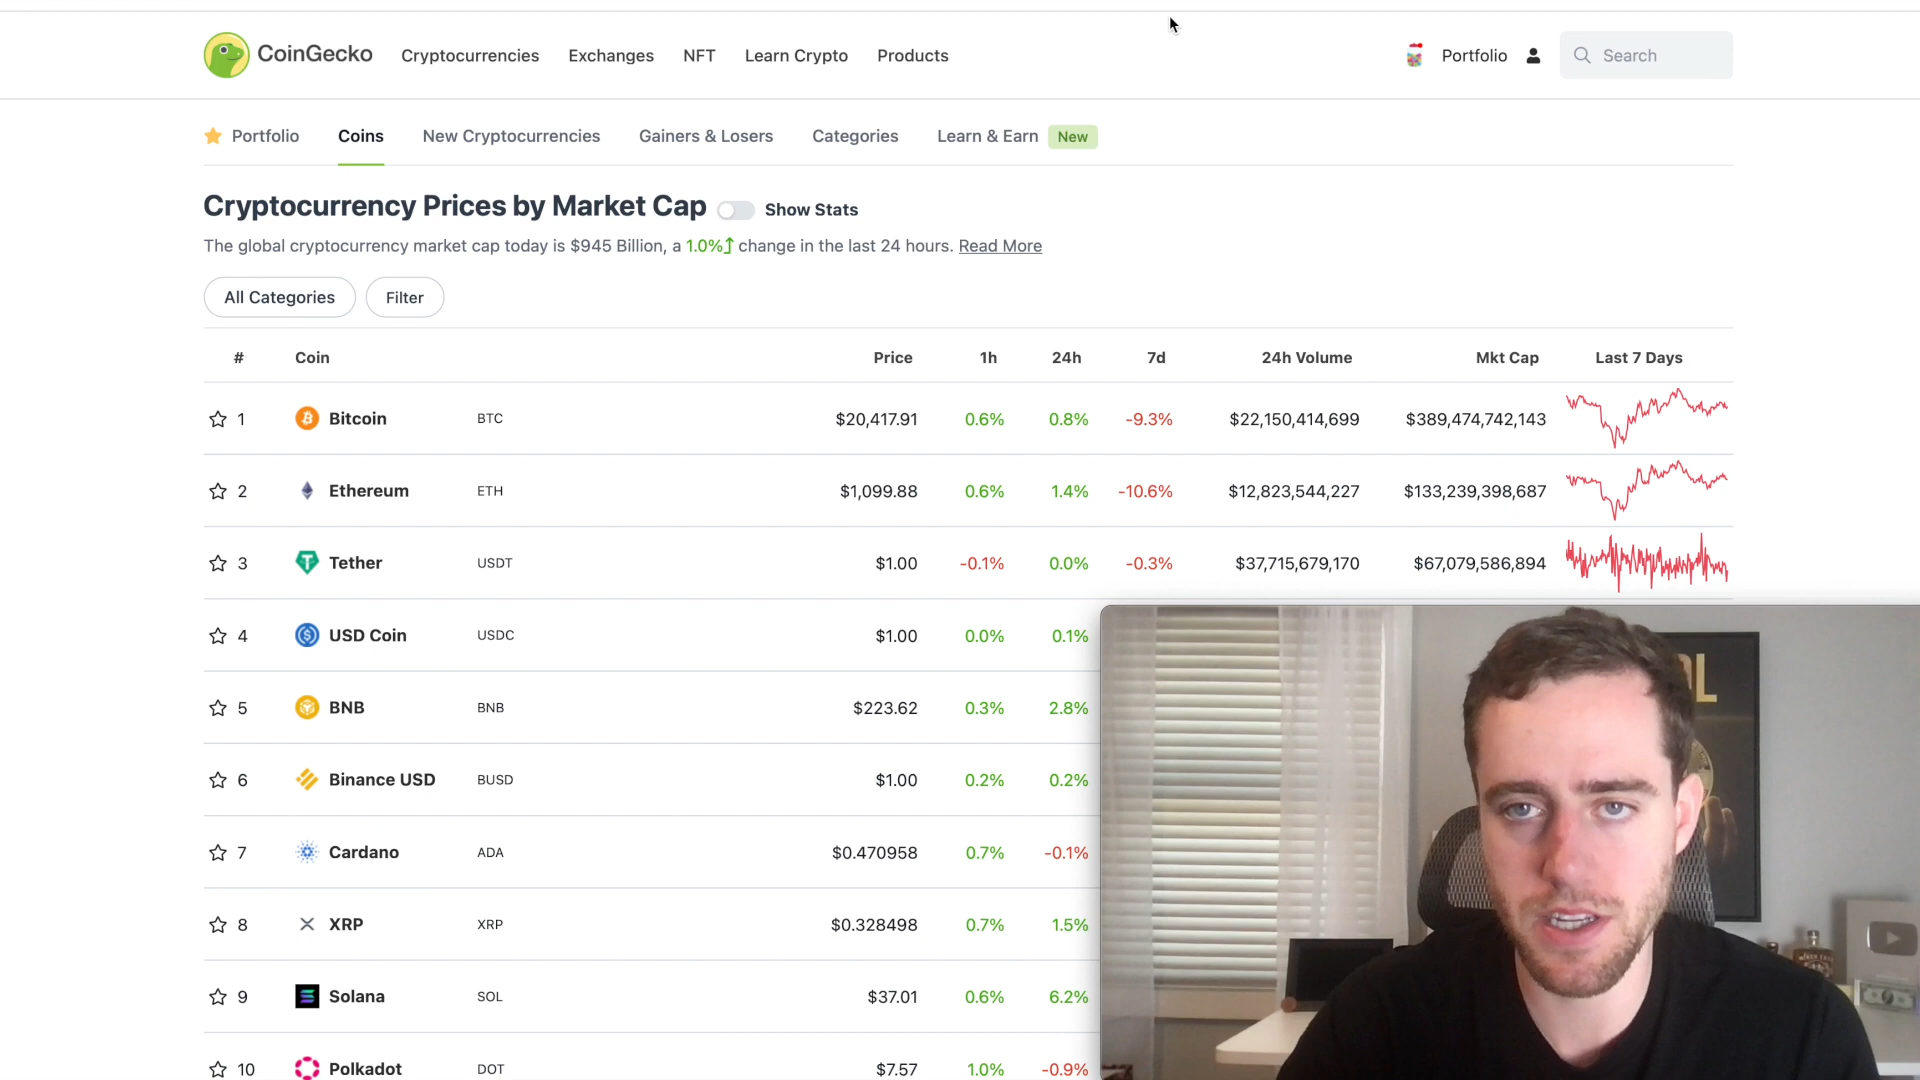 CoinGecko Cryptocurrencies Exchanges NFT Learn Crypto Products Portfolio Search
Portfolio Coins New Cryptocurrencies Gainers & Losers Categories Learn & Earn New
Cryptocurrency Prices by Market Cap Show Stats
The global cryptocurrency market cap today is $945 Billion, a 1.0% change in the last 24 hours. Read More
All Categories Filter
# Coin Price 1h 24h 7d 24h Volume Mkt Cap Last 7 Days
1 Bitcoin BTC $20,417.91 0.6% 0.8% -9.3% $22,150,414,699 $389,474,742,143
2 Ethereum ETH $1,099.88 0.6% 1.4% -10.6% $12,823,544,227 $133,239,398,687
3 Tether USDT $1.00 -0.1% 0.0% -0.3% $37,715,679,170 $67,079,586,894
4 USD Coin USDC $1.00 0.0% 0.1%
5 BNB BNB $223.62 0.3% 2.8%
6 Binance USD BUSD $1.00 0.2% 0.2%
7 Cardano ADA $0.470958 0.7% -0.1%
8 XRP XRP $0.328498 0.7% 1.5%
9 Solana SOL $37.01 0.6% 6.2%
10 Polkadot DOT $7.57 1.0% -0.9%